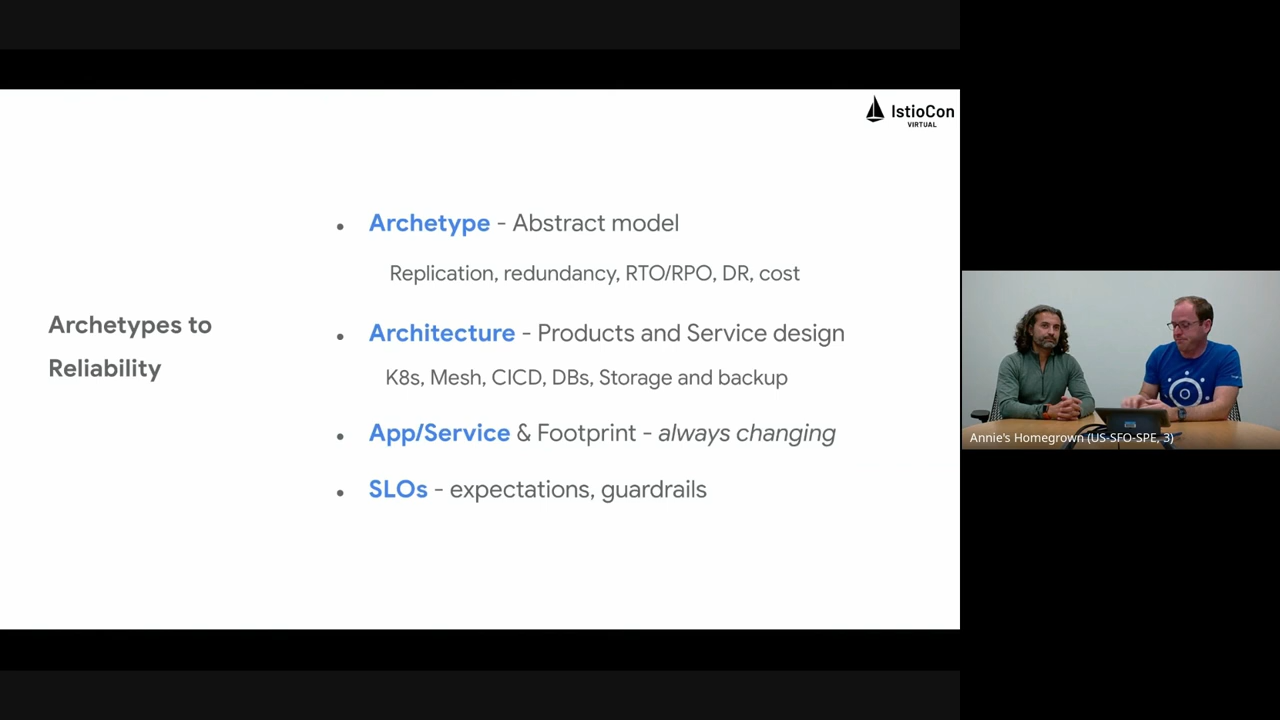 IstioCon
VIRTUAL
Archetypes to
Reliability
• Archetype - Abstract model
Replication, redundancy, RTO/RPO, DR, cost
• Architecture - Products and Service design
K8s, Mesh, CICD, DBs, Storage and backup
• App/Service & Footprint - always changing
• SLOs - expectations, guardrails
Annie's Homegrown (US-SFO-SPE, 3)